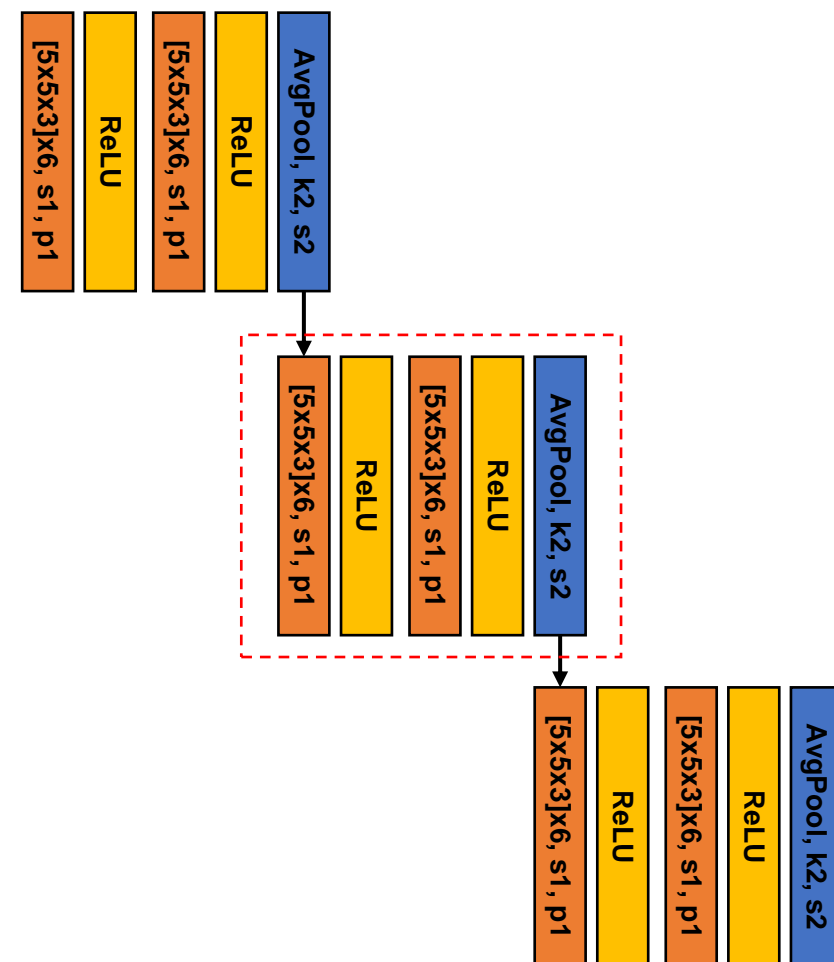 [5x5x3]x6, s1, p1
ReLU
[5x5x3]x6, s1, p1
ReLU
AvgPool, k2, s2
[5x5x3]x6, s1, p1
ReLU
[5x5x3]x6, s1, p1
ReLU
AvgPool, k2, s2
[5x5x3]x6, s1, p1
ReLU
[5x5x3]x6, s1, p1
ReLU
AvgPool, k2, s2